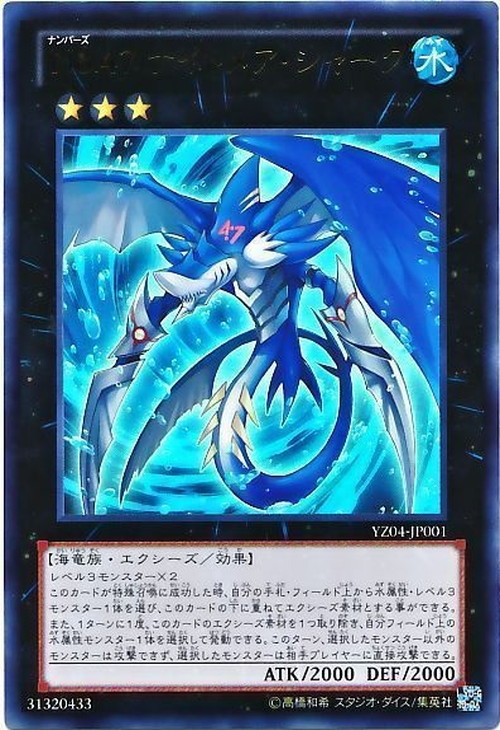 ナンバーズ
水
47
YZ04-JP001
【海竜族・エクシーズ/効果】
レベル3モンスター×2
このカードが特殊召喚に成功した時、自分の手札・フィールド上から水属性・レベル3
モンスター1体を選び、このカードの下に重ねてエクシーズ素材とする事ができる。
また、1ターンに1度、このカードのエクシーズ素材を1つ取り除き、自分フィールド上の
水属性モンスター1体を選択して発動できる。このターン、選択したモンスター以外の
モンスターは攻撃できず、選択したモンスターは相手プレイヤーに直接攻撃できる。
ATK/2000 DEF/2000
31320433
©高橋和希 スタジオ・ダイス/集英社